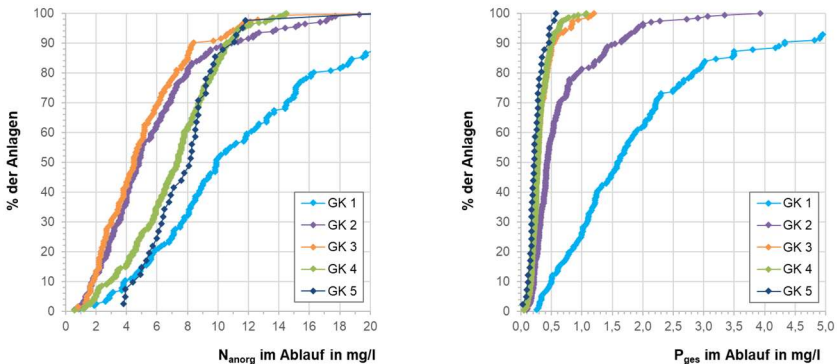 100
90
80
70
60
50
40
30
20
10
0
% der Anlagen
0 2 4 6 8 10 12 14 16 18 20
N_anorg im Ablauf in mg/l
GK 1
GK 2
GK 3
GK 4
GK 5
100
90
80
70
60
50
40
30
20
10
0
% der Anlagen
0,0 0,5 1,0 1,5 2,0 2,5 3,0 3,5 4,0 4,5 5,0
P_ges im Ablauf in mg/l
GK 1
GK 2
GK 3
GK 4
GK 5